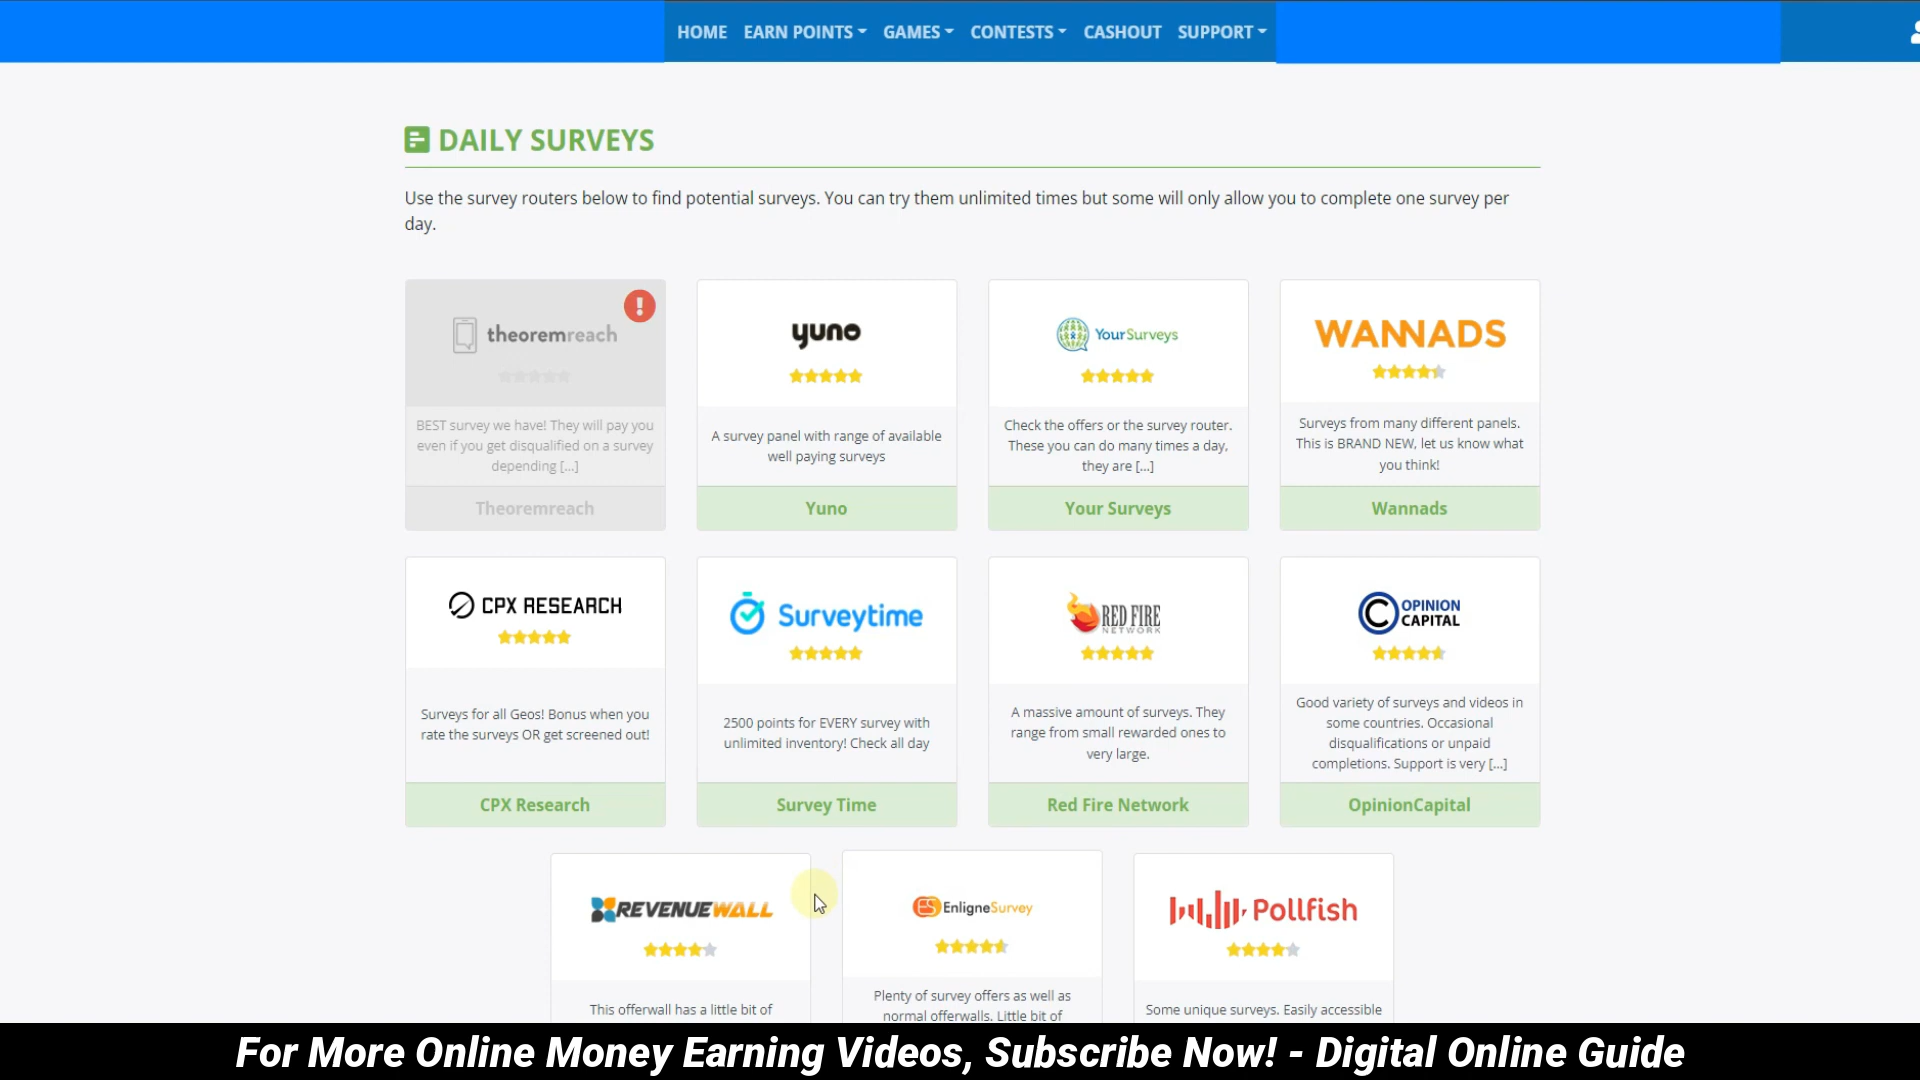 HOME EARN POINTS GAMES CONTESTS CASHOUT SUPPORT
DAILY SURVEYS
Use the survey routers below to find potential surveys. You can try them unlimited times but some will only allow you to complete one survey per
day.
theoremreach
BEST survey we have! They will pay you
even if you get disqualified on a survey
depending [...]
Theoremreach
yuno
A survey panel with range of available
well paying surveys
Yuno
YourSurveys
Check the offers or the survey router.
These you can do many times a day,
they are [...]
Your Surveys
WANNADS
Surveys from many different panels.
This is BRAND NEW, let us know what
you think!
Wannads
CPX RESEARCH
Surveys for all Geos! Bonus when you
rate the surveys OR get screened out!
CPX Research
Surveytime
2500 points for EVERY survey with
unlimited inventory! Check all day
Survey Time
RED FIRE
NETWORK
A massive amount of surveys. They
range from small rewarded ones to
very large.
Red Fire Network
OPINION
CAPITAL
Good variety of surveys and videos in
some countries. Occasional
disqualifications or unpaid
completions. Support is very [...]
OpinionCapital
REVENUEWALL
This offerwall has a little bit of
ES EnligneSurvey
Plenty of survey offers as well as
normal offerwalls. Little bit of
Pollfish
Some unique surveys. Easily accessible
For More Online Money Earning Videos, Subscribe Now! - Digital Online Guide